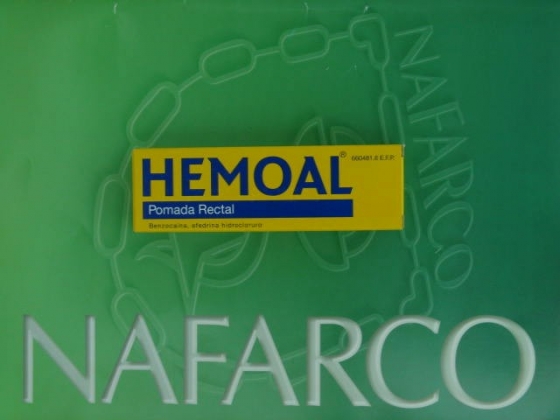 NAFARCO
HEMOAL®
660481.6 E.F.P.
Pomada Rectal
Benzocaína, efedrina hidrocloruro
NAFARCO